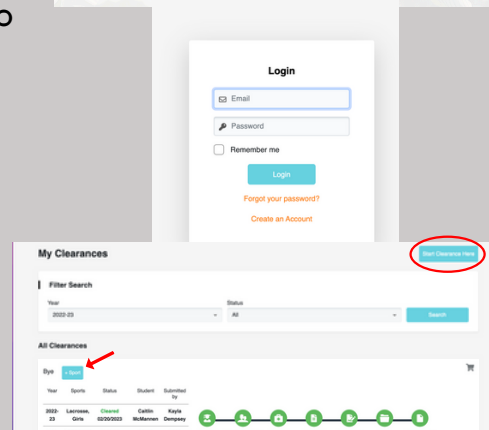 o
Login
Email
Password
Remember me
Login
Forgot your password?
Create an Account
My Clearances
Start Clearance Here
Filter Search
Year
Status
2022-23
All
Search
All Clearances
Bye + Sport
Year Sports Status Student Submitted by
2022-23 Lacrosse, Girls Cleared 02/20/2023 Caitlin McMannen Kayla Dempsey